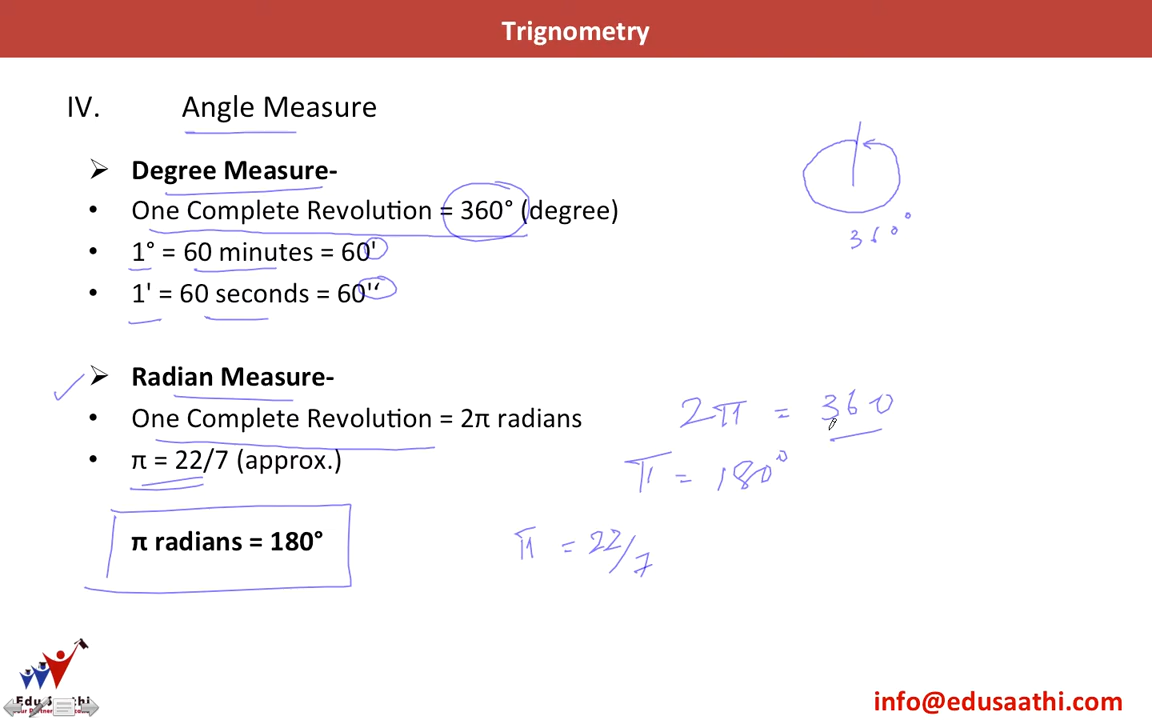 Trignometry
IV. Angle Measure
➢ Degree Measure-
• One Complete Revolution = 360° (degree)
• 1° = 60 minutes = 60'
• 1' = 60 seconds = 60''
360°
➢ Radian Measure-
• One Complete Revolution = 2π radians
2π = 360
• π = 22/7 (approx.)
π = 180°
π radians = 180°
π = 22/7
Edu Saathi
info@edusaathi.com